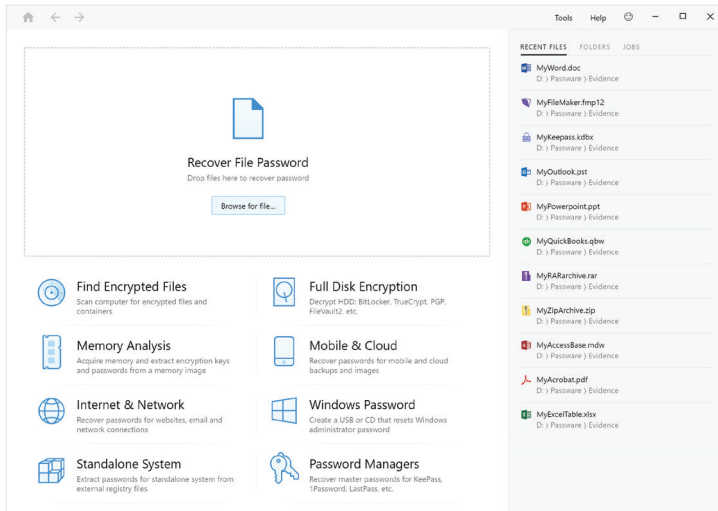 Tools Help
Recover File Password
Drop files here to recover password
Browse for file...
Find Encrypted Files
Scan computer for encrypted files and
containers
Full Disk Encryption
Decrypt HDD: BitLocker, TrueCrypt, PGP,
FileVault2, etc.
Memory Analysis
Acquire memory and extract encryption keys
and passwords from a memory image
Mobile & Cloud
Recover passwords for mobile and cloud
backups and images
Internet & Network
Recover passwords for websites, email and
network connections
Windows Password
Create a USB or CD that resets Windows
administrator password
Standalone System
Extract passwords for standalone system from
external registry files
Password Managers
Recover master passwords for KeePass,
1Password, LastPass, etc.
RECENT FILES FOLDERS JOBS
MyWord.doc
D: 〉 Passware 〉 Evidence
MyFileMaker.fmp12
D: 〉 Passware 〉 Evidence
MyKeepass.kdbx
D: 〉 Passware 〉 Evidence
MyOutlook.pst
D: 〉 Passware 〉 Evidence
MyPowerpoint.ppt
D: 〉 Passware 〉 Evidence
MyQuickBooks.qbw
D: 〉 Passware 〉 Evidence
MyRARarchive.rar
D: 〉 Passware 〉 Evidence
MyZipArchive.zip
D: 〉 Passware 〉 Evidence
MyAccessBase.mdw
D: 〉 Passware 〉 Evidence
MyAcrobat.pdf
D: 〉 Passware 〉 Evidence
MyExcelTable.xlsx
D: 〉 Passware 〉 Evidence